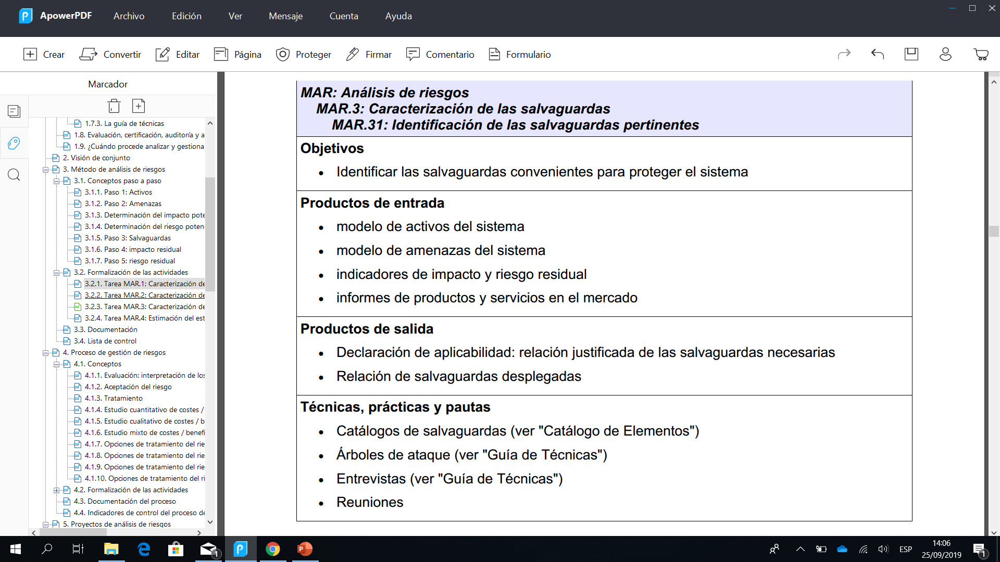 ApowerPDF
Archivo
Edición
Ver
Mensaje
Cuenta
Ayuda
Crear
Convertir
Editar
Página
Proteger
Firmar
Comentario
Formulario
Marcador
1.7.3. La guía de técnicas
1.8. Evaluación, certificación, auditoría y a
1.9. ¿Cuándo procede analizar y gestiona
2. Visión de conjunto
3. Método de análisis de riesgos
3.1. Conceptos paso a paso
3.1.1. Paso 1: Activos
3.1.2. Paso 2: Amenazas
3.1.3. Determinación del impacto pote
3.1.4. Determinación del riesgo poten
3.1.5. Paso 3: Salvaguardas
3.1.6. Paso 4: impacto residual
3.1.7. Paso 5: riesgo residual
3.2. Formalización de las actividades
3.2.1. Tarea MAR.1: Caracterización de
3.2.2. Tarea MAR.2: Caracterización de
3.2.3. Tarea MAR.3: Caracterización de
3.2.4. Tarea MAR.4: Estimación del est
3.3. Documentación
3.4. Lista de control
4. Proceso de gestión de riesgos
4.1. Conceptos
4.1.1. Evaluación: interpretación de los
4.1.2. Aceptación del riesgo
4.1.3. Tratamiento
4.1.4. Estudio cuantitativo de costes /
4.1.5. Estudio cualitativo de costes / b
4.1.6. Estudio mixto de costes / benefi
4.1.7. Opciones de tratamiento del rie
4.1.8. Opciones de tratamiento del rie
4.1.9. Opciones de tratamiento del rie
4.1.10. Opciones de tratamiento del ri
4.2. Formalización de las actividades
4.3. Documentación del proceso
4.4. Indicadores de control del proceso de
5. Proyectos de análisis de riesgos
MAR: Análisis de riesgos
MAR.3: Caracterización de las salvaguardas
MAR.31: Identificación de las salvaguardas pertinentes
Objetivos
• Identificar las salvaguardas convenientes para proteger el sistema
Productos de entrada
• modelo de activos del sistema
• modelo de amenazas del sistema
• indicadores de impacto y riesgo residual
• informes de productos y servicios en el mercado
Productos de salida
• Declaración de aplicabilidad: relación justificada de las salvaguardas necesarias
• Relación de salvaguardas desplegadas
Técnicas, prácticas y pautas
• Catálogos de salvaguardas (ver "Catálogo de Elementos")
• Árboles de ataque (ver "Guía de Técnicas")
• Entrevistas (ver "Guía de Técnicas")
• Reuniones
1
ESP
14:06
25/09/2019
1